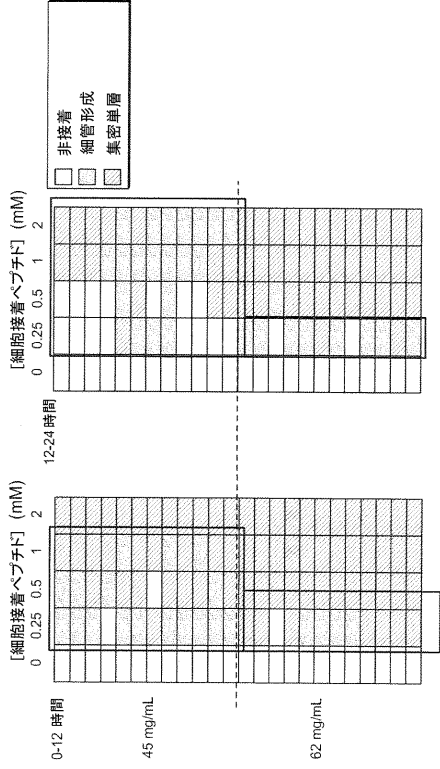 [細胞接着ペプチド] (mM)
0 0.25 0.5 1 2
0-12 時間
45 mg/mL
62 mg/mL
[細胞接着ペプチド] (mM)
0 0.25 0.5 1 2
12-24 時間
非接着
細管形成
集密単層